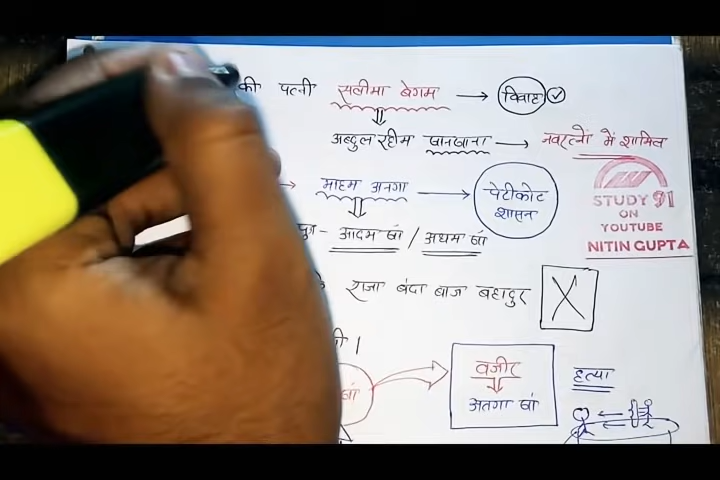 की पत्नी सलीमा बेगम → विवाह
अब्दुल रहीम खानखाना → नवरत्नों में शामिल
माहम अनगा → पेटीकोट शासन
STUDY 91
ON
YOUTUBE
NITIN GUPTA
पुत्र - आदम खां / अधम खां
राजा बंदा बाज बहादुर X
वजीर
हत्या
अतगा खां
खां